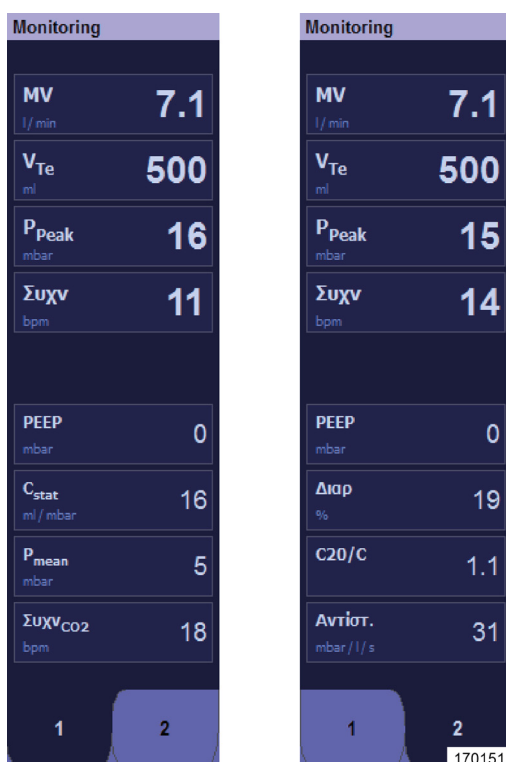 Monitoring
MV 7.1
l/min
VTe 500
ml
PPeak 16
mbar
Συχν 11
bpm
PEEP 0
mbar
Cstat 16
ml/mbar
Pmean 5
mbar
ΣυχνCO2 18
bpm
1 2
Monitoring
MV 7.1
l/min
VTe 500
ml
PPeak 15
mbar
Συχν 14
bpm
PEEP 0
mbar
Διαρ 19
%
C20/C 1.1
Αντίστ. 31
mbar/l/s
1 2
170151